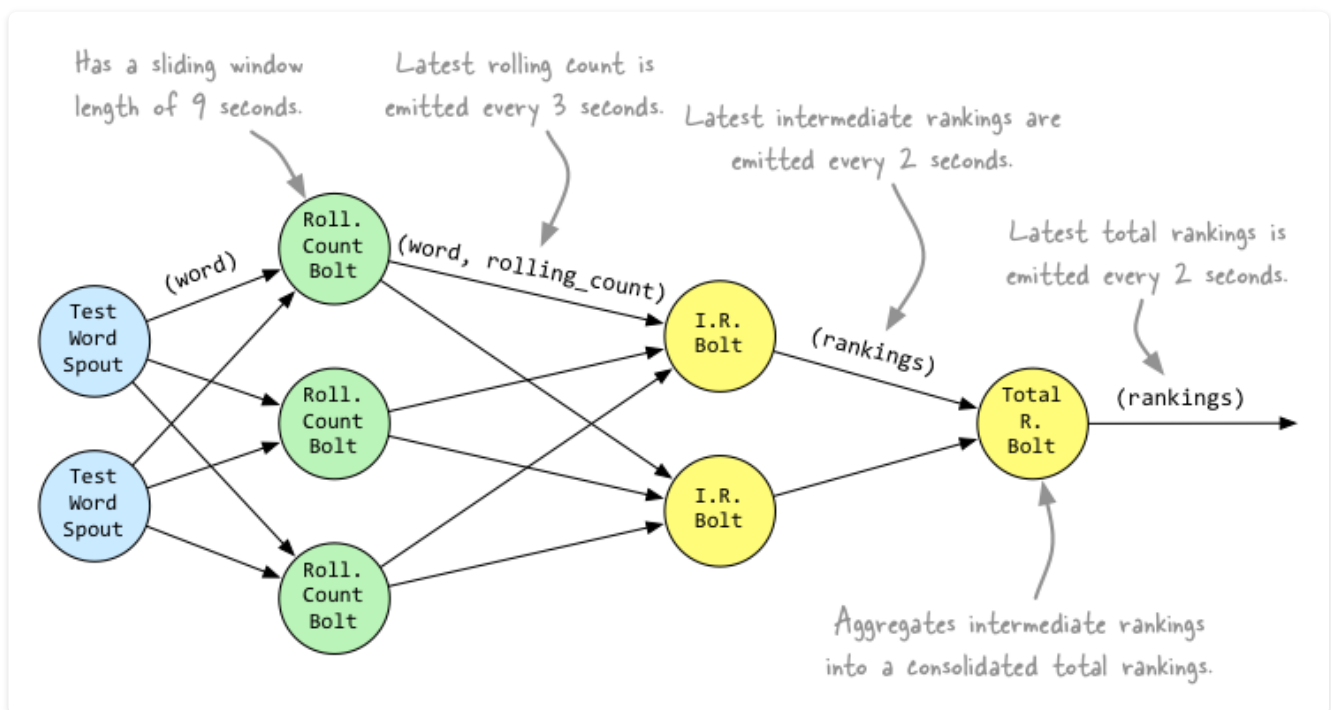 Has a sliding window
length of 9 seconds.
Latest rolling count is
emitted every 3 seconds.
Latest intermediate rankings are
emitted every 2 seconds.
Latest total rankings is
emitted every 2 seconds.
Test
Word
Spout
Test
Word
Spout
(word)
Roll.
Count
Bolt
Roll.
Count
Bolt
Roll.
Count
Bolt
(word, rolling_count)
I.R.
Bolt
I.R.
Bolt
(rankings)
Total
R.
Bolt
(rankings)
Aggregates intermediate rankings
into a consolidated total rankings.